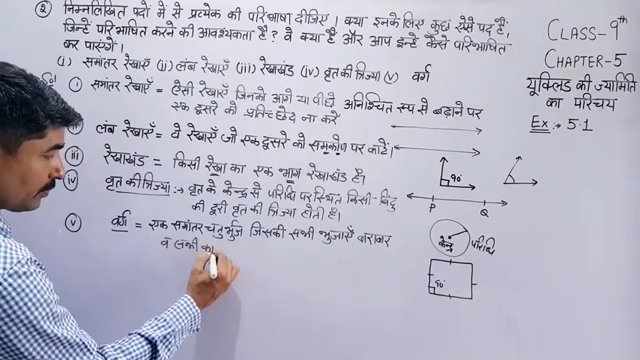 ② निम्नलिखित पदों में से प्रत्येक की परिभाषा दीजिए। क्या इनके लिए कुछ ऐसे पद हैं,
जिन्हें परिभाषित करने की आवश्यकता है? वे क्या हैं और आप इन्हें कैसे परिभाषित
कर पाएंगे।
(i) समांतर रेखाएँ (ii) लंब रेखाएँ (iii) रेखाखंड (iv) वृत की त्रिज्या (v) वर्ग
(i) समांतर रेखाएँ = ऐसी रेखाएँ जिनको आगे या पीछे अनिश्चित रूप से बढ़ाने पर
एक दूसरे को प्रतिच्छेद ना करे
लंब रेखाएँ = वे रेखाएँ जो एक दूसरे को समकोण पर काटें।
(iii) रेखाखंड = किसी रेखा का एक भाग रेखाखंड है।
(iv) वृत की त्रिज्या :→ वृत के केन्द्र से परिधि पर स्थित किसी बिंदु
की दूरी वृत की त्रिज्या होती है।
(v) वर्ग = एक समांतर चतुर्भुज जिसकी सभी भुजाएँ बराबर
व सभी को
CLASS-9th
CHAPTER-5
यूक्लिड की ज्यामिति
का परिचय
Ex :→ 5.1
90°
P Q
केन्द्र परिधि
90°